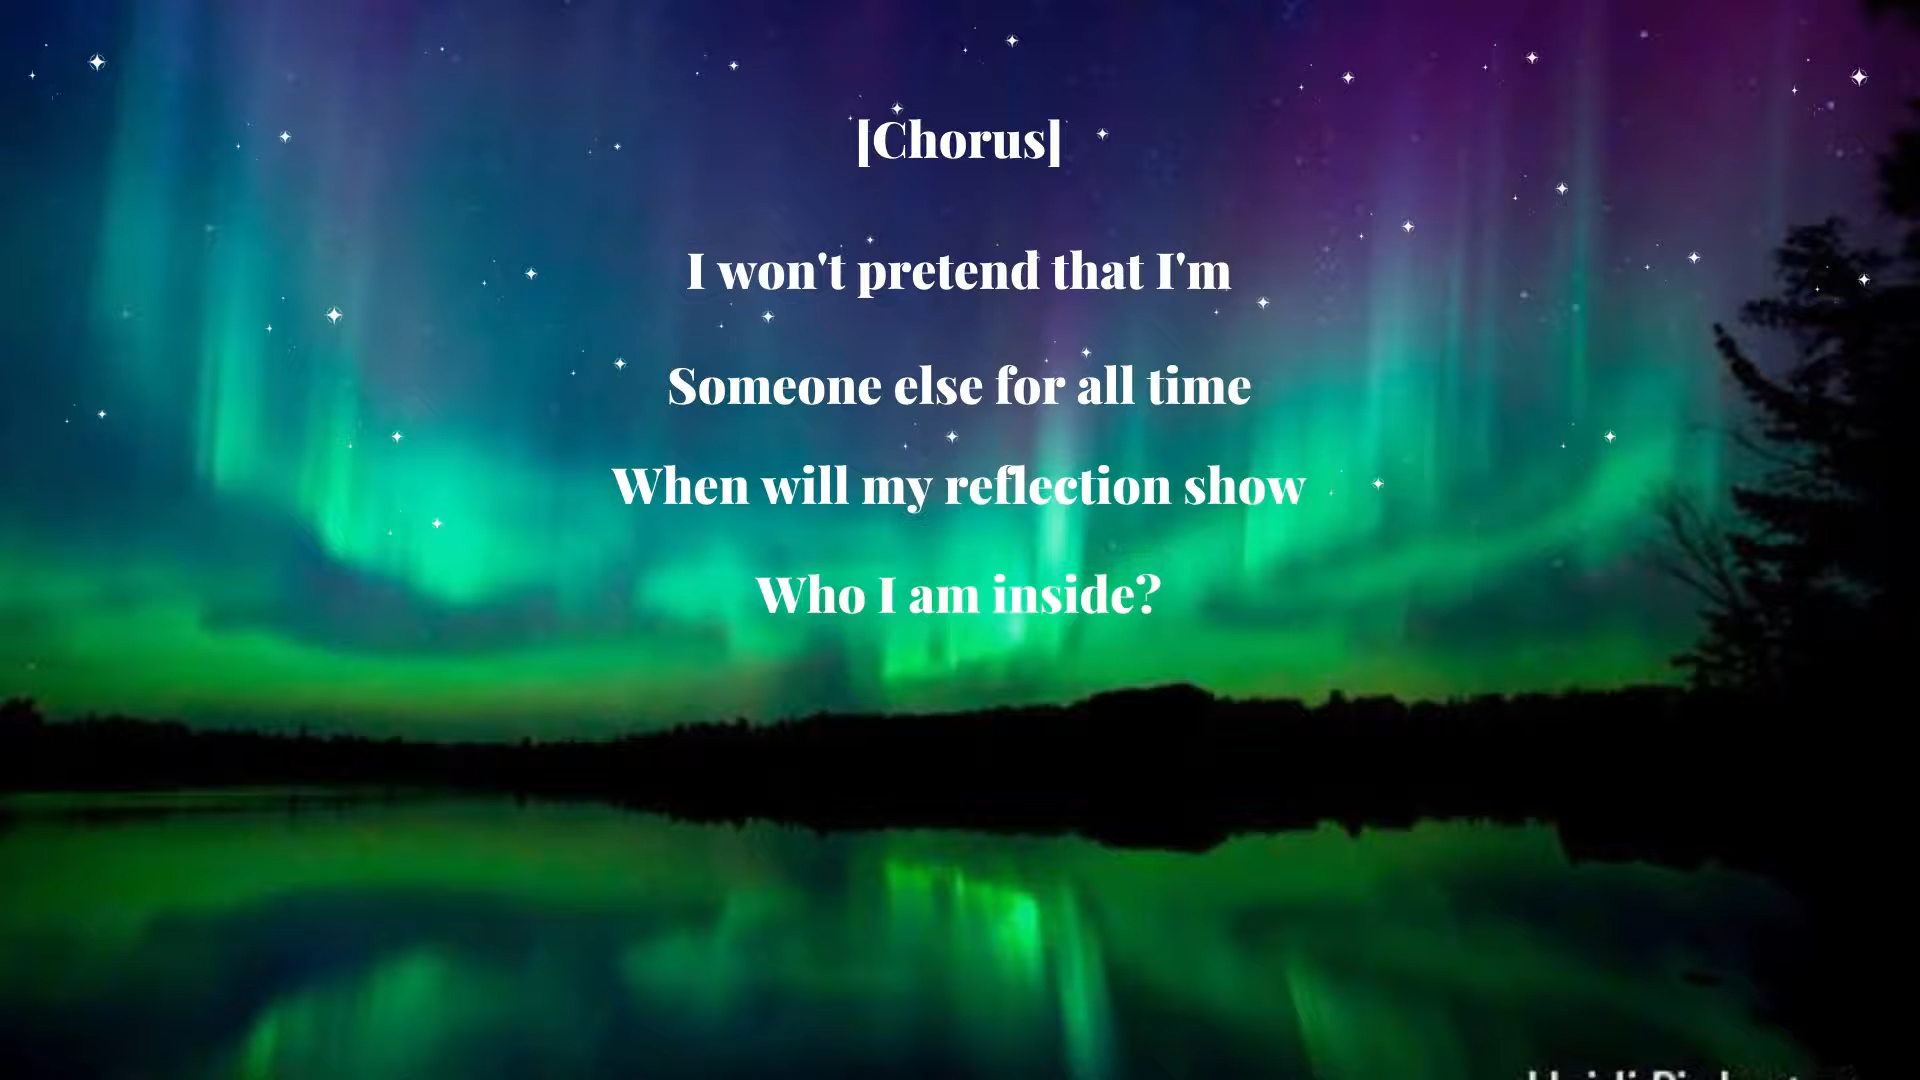 [Chorus]
I won't pretend that I'm
Someone else for all time
When will my reflection show
Who I am inside?